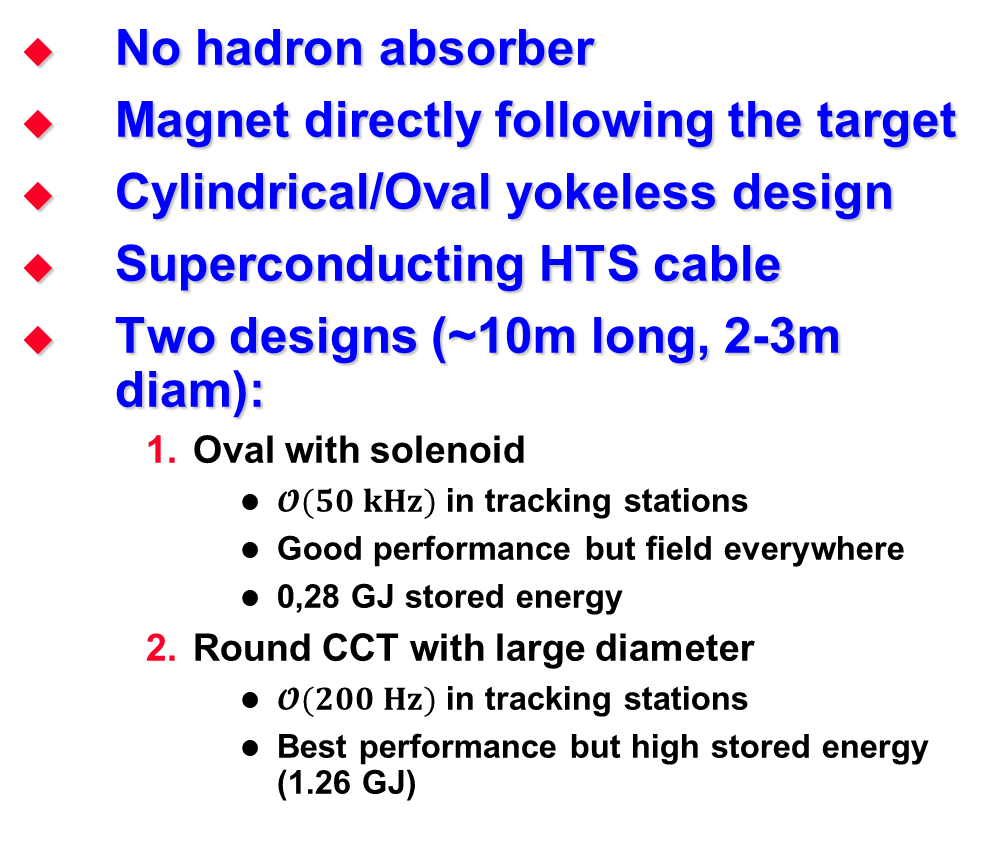 ◆ No hadron absorber
◆ Magnet directly following the target
◆ Cylindrical/Oval yokeless design
◆ Superconducting HTS cable
◆ Two designs (~10m long, 2-3m
diam):
1. Oval with solenoid
● 𝓞(50 kHz) in tracking stations
● Good performance but field everywhere
● 0,28 GJ stored energy
2. Round CCT with large diameter
● 𝓞(200 Hz) in tracking stations
● Best performance but high stored energy
(1.26 GJ)